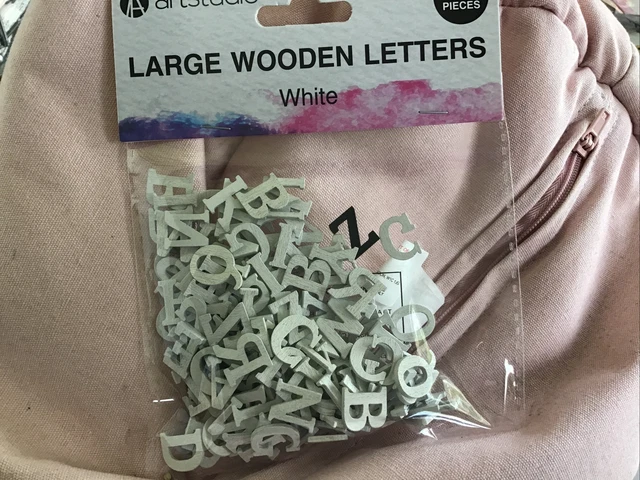 artstudio
PIECES
LARGE WOODEN LETTERS
White